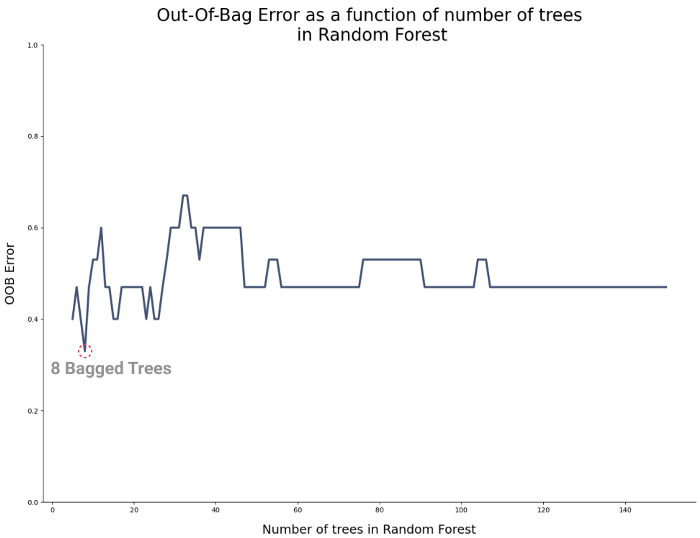 Out-Of-Bag Error as a function of number of trees
in Random Forest
1.0
0.8
0.6
OOB Error
0.4
8 Bagged Trees
0.2
0.0
0 20 40 60 80 100 120 140
Number of trees in Random Forest